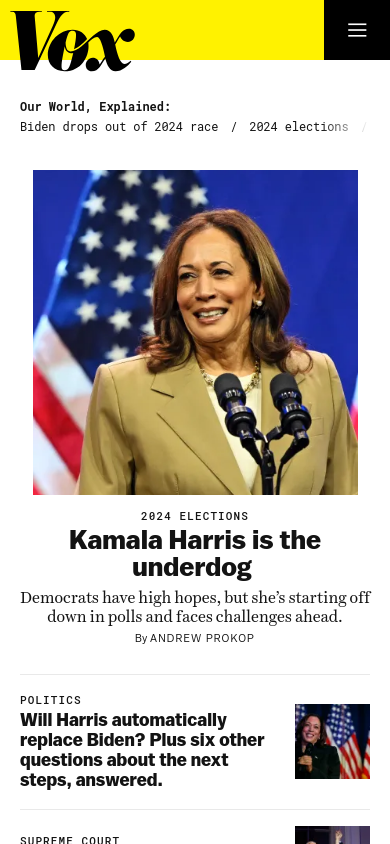 Vox
Our World, Explained:
Biden drops out of 2024 race / 2024 elections /
2024 ELECTIONS
Kamala Harris is the
underdog
Democrats have high hopes, but she’s starting off
down in polls and faces challenges ahead.
By ANDREW PROKOP
POLITICS
Will Harris automatically
replace Biden? Plus six other
questions about the next
steps, answered.
SUPREME COURT